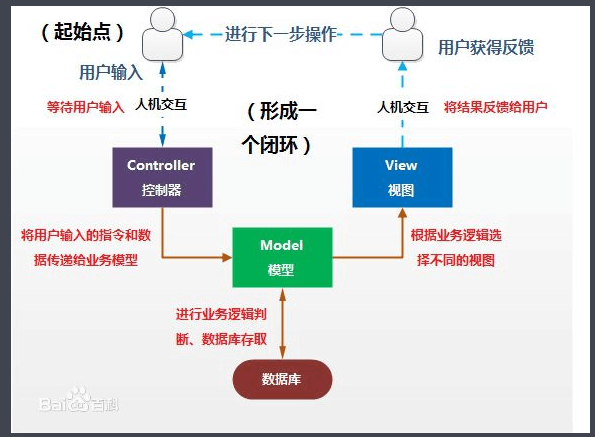 （起始点）
进行下一步操作
用户输入
用户获得反馈
等待用户输入
人机交互
（形成一
个闭环）
人机交互
将结果反馈给用户
Controller
控制器
View
视图
将用户输入的指令和数
据传递给业务模型
Model
模型
根据业务逻辑选
择不同的视图
进行业务逻辑判
断、数据库存取
数据库
Baidu百科